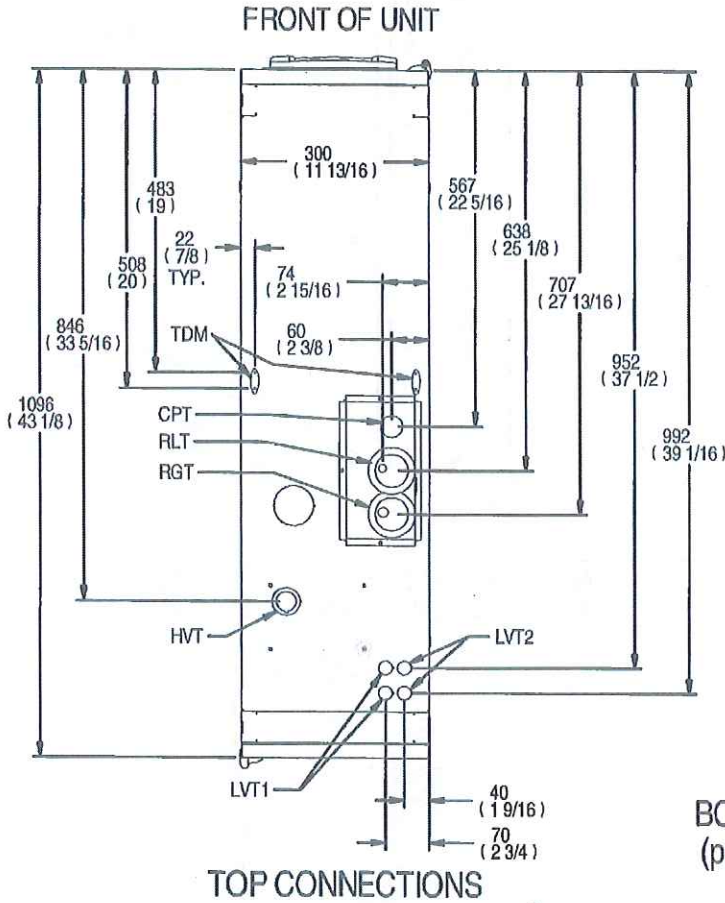 FRONT OF UNIT
300
( 11 13/16 )
483
( 19 )
567
( 22 5/16 )
22
( 7/8 )
TYP.
638
( 25 1/8 )
508
( 20 )
74
( 2 15/16 )
707
( 27 13/16 )
846
( 33 5/16 )
TDM
60
( 2 3/8 )
952
( 37 1/2 )
1096
( 43 1/8 )
CPT
RLT
992
( 39 1/16 )
RGT
HVT
LVT2
LVT1
40
( 1 9/16 )
70
( 2 3/4 )
BO
(p
TOP CONNECTIONS